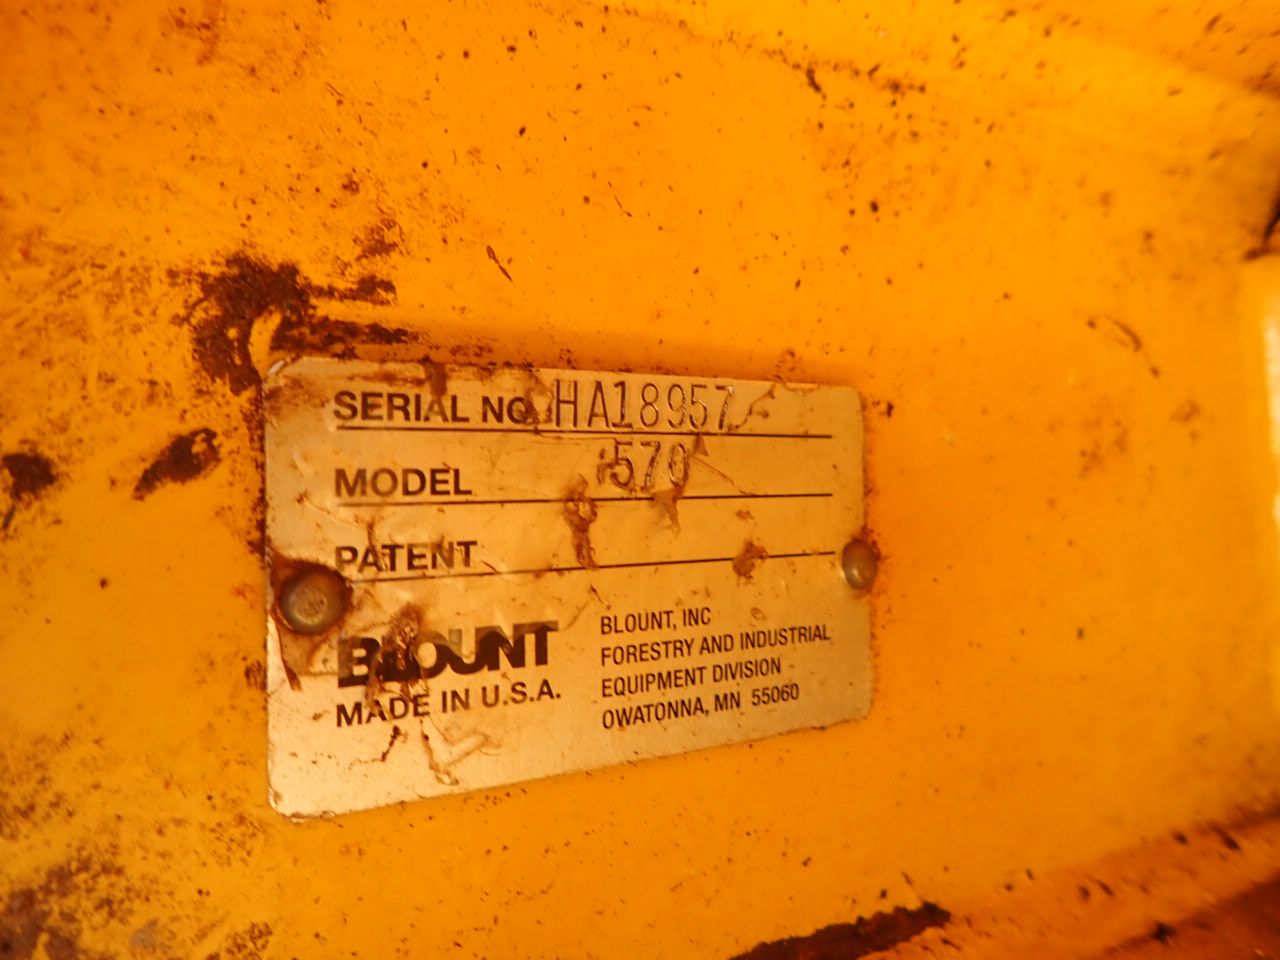 SERIAL NO. HA18957
MODEL 570
PATENT
BLOUNT
MADE IN U.S.A.
BLOUNT, INC
FORESTRY AND INDUSTRIAL
EQUIPMENT DIVISION
OWATONNA, MN 55060